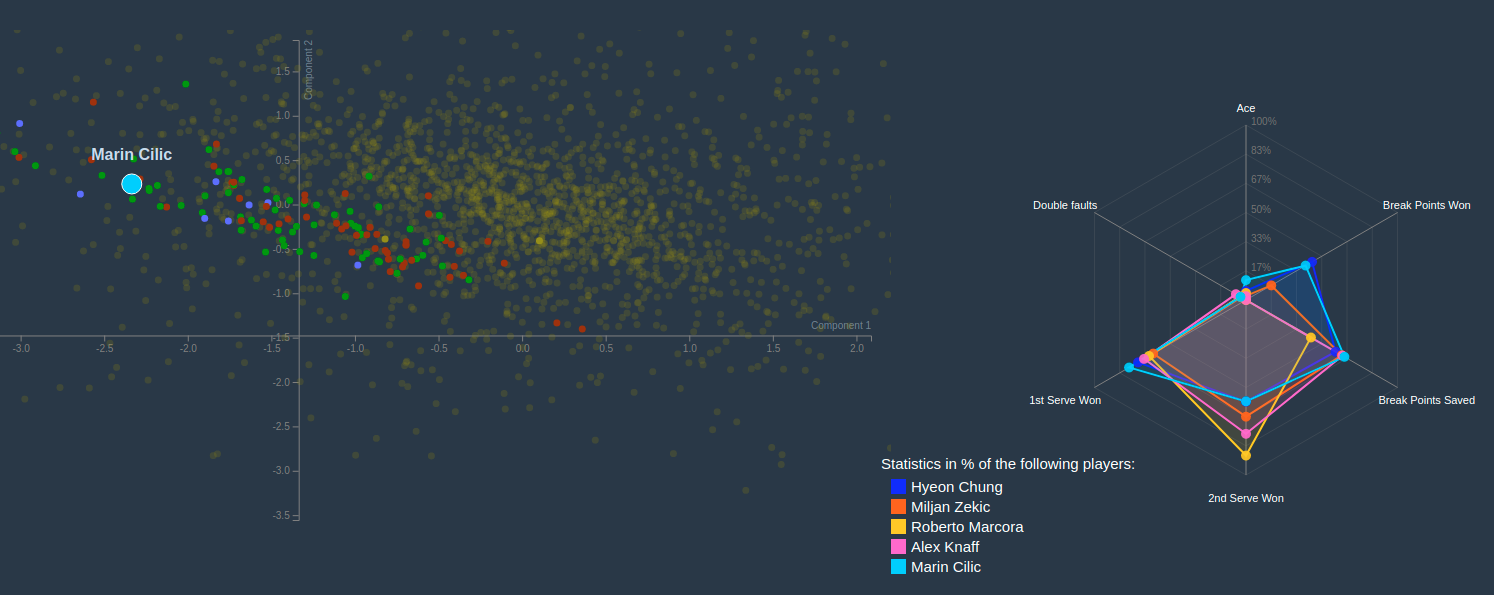 Component 2
1.5
1.0
0.5
0.0
-0.5
-1.0
-1.5
-2.0
-2.5
-3.0
-3.5
Marin Cilic
Component 1
-3.0 -2.5 -2.0 -1.5 -1.0 -0.5 0.0 0.5 1.0 1.5 2.0
Ace
100%
83%
67%
50%
33%
17%
Double faults
Break Points Won
1st Serve Won
Break Points Saved
2nd Serve Won
Statistics in % of the following players:
Hyeon Chung
Miljan Zekic
Roberto Marcora
Alex Knaff
Marin Cilic